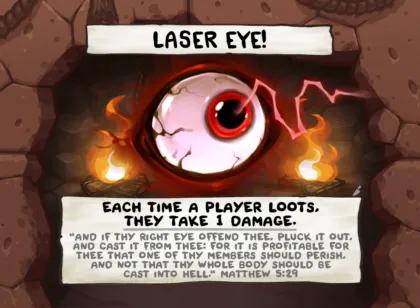 LASER EYE!
EACH TIME A PLAYER LOOTS,
THEY TAKE 1 DAMAGE.
"AND IF THY RIGHT EYE OFFEND THEE, PLUCK IT OUT,
AND CAST IT FROM THEE: FOR IT IS PROFITABLE FOR
THEE THAT ONE OF THY MEMBERS SHOULD PERISH,
AND NOT THAT THY WHOLE BODY SHOULD BE
CAST INTO HELL." MATTHEW 5:29